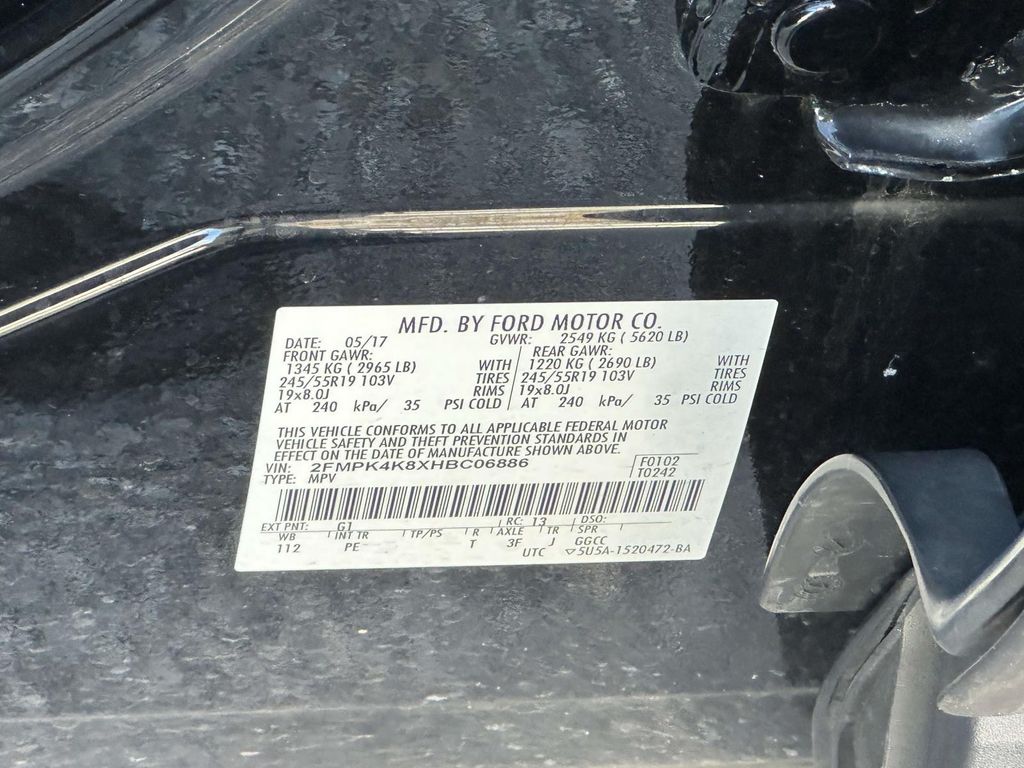 MFD. BY FORD MOTOR CO.
DATE: 05/17 GVWR: 2549 KG ( 5620 LB)
FRONT GAWR: REAR GAWR:
1345 KG ( 2965 LB) WITH 1220 KG ( 2690 LB) WITH
245/55R19 103V TIRES 245/55R19 103V TIRES
19x8.0J RIMS 19x8.0J RIMS
AT 240 kPa/ 35 PSI COLD AT 240 kPa/ 35 PSI COLD
THIS VEHICLE CONFORMS TO ALL APPLICABLE FEDERAL MOTOR
VEHICLE SAFETY AND THEFT PREVENTION STANDARDS IN
EFFECT ON THE DATE OF MANUFACTURE SHOWN ABOVE.
VIN: 2FMPK4K8XHBC06886 F0102
TYPE: MPV T0242
EXT PNT: G1 RC: 13 DSO:
WB INT TR TP/PS R AXLE TR SPR
112 PE T 3F J GGCC
UTC ▽5U5A-1520472-BA